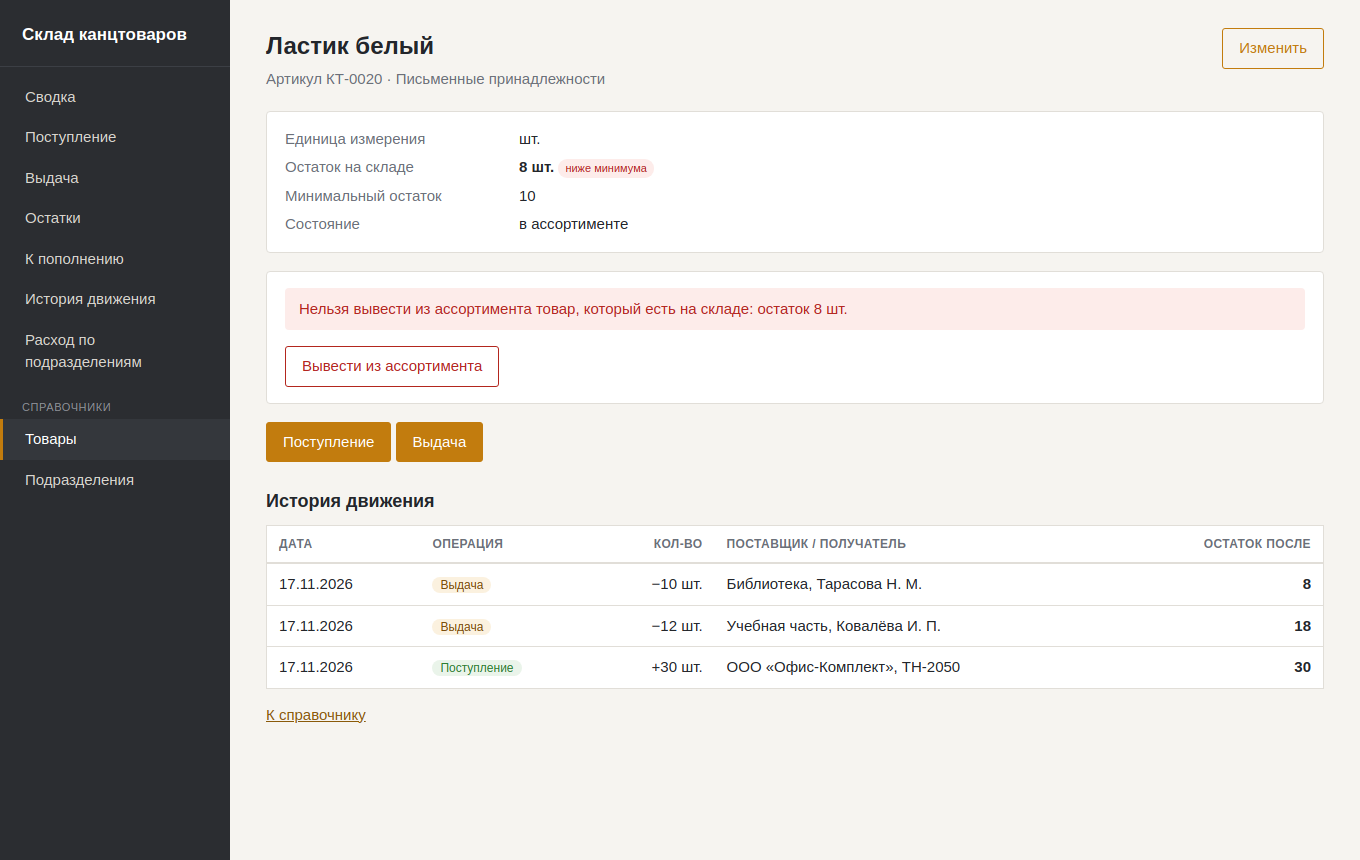 Склад канцтоваров
Сводка
Поступление
Выдача
Остатки
К пополнению
История движения
Расход по
подразделениям
СПРАВОЧНИКИ
Товары
Подразделения
Ластик белый
Изменить
Артикул КТ-0020 · Письменные принадлежности
Единица измерения шт.
Остаток на складе 8 шт. ниже минимума
Минимальный остаток 10
Состояние в ассортименте
Нельзя вывести из ассортимента товар, который есть на складе: остаток 8 шт.
Вывести из ассортимента
Поступление Выдача
История движения
ДАТА ОПЕРАЦИЯ КОЛ-ВО ПОСТАВЩИК / ПОЛУЧАТЕЛЬ ОСТАТОК ПОСЛЕ
17.11.2026 Выдача −10 шт. Библиотека, Тарасова Н. М. 8
17.11.2026 Выдача −12 шт. Учебная часть, Ковалёва И. П. 18
17.11.2026 Поступление +30 шт. ООО «Офис-Комплект», ТН-2050 30
К справочнику